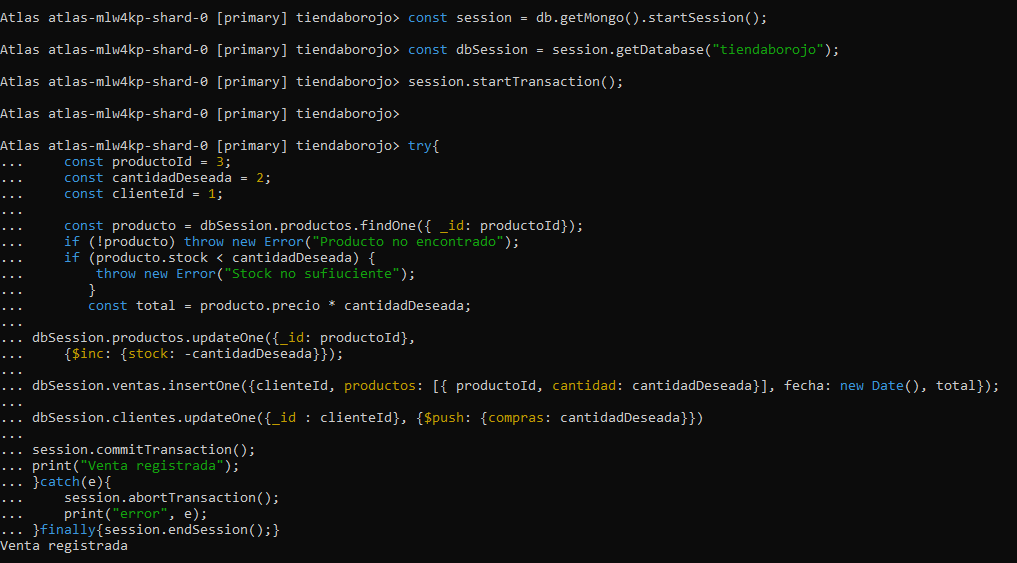 Atlas atlas-mlw4kp-shard-0 [primary] tiendaborojo> const session = db.getMongo().startSession();
Atlas atlas-mlw4kp-shard-0 [primary] tiendaborojo> const dbSession = session.getDatabase("tiendaborojo");
Atlas atlas-mlw4kp-shard-0 [primary] tiendaborojo> session.startTransaction();
Atlas atlas-mlw4kp-shard-0 [primary] tiendaborojo>
Atlas atlas-mlw4kp-shard-0 [primary] tiendaborojo> try{
...     const productoId = 3;
...     const cantidadDeseada = 2;
...     const clienteId = 1;
...
...     const producto = dbSession.productos.findOne({ _id: productoId});
...     if (!producto) throw new Error("Producto no encontrado");
...     if (producto.stock < cantidadDeseada) {
...         throw new Error("Stock no sufiuciente");
...        }
...        const total = producto.precio * cantidadDeseada;
...
... dbSession.productos.updateOne({_id: productoId},
...     {$inc: {stock: -cantidadDeseada}});
...
... dbSession.ventas.insertOne({clienteId, productos: [{ productoId, cantidad: cantidadDeseada}], fecha: new Date(), total});
...
... dbSession.clientes.updateOne({_id : clienteId}, {$push: {compras: cantidadDeseada}})
...
... session.commitTransaction();
... print("Venta registrada");
... }catch(e){
...     session.abortTransaction();
...     print("error", e);
... }finally{session.endSession();}
Venta registrada